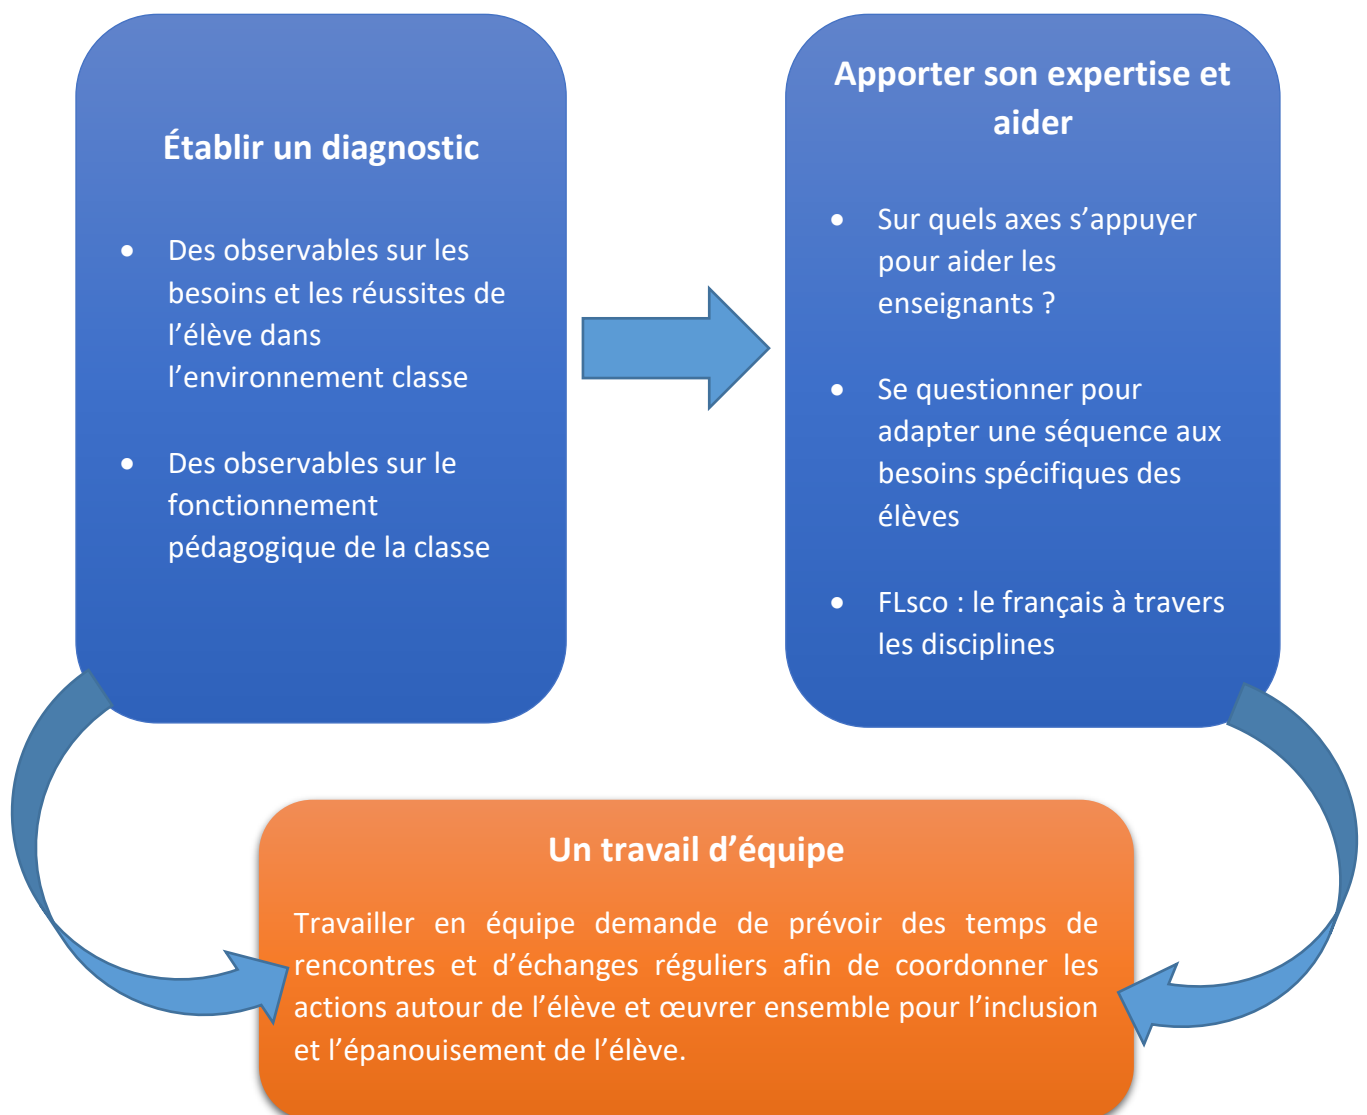 Établir un diagnostic
• Des observables sur les
besoins et les réussites de
l’élève dans
l’environnement classe
• Des observables sur le
fonctionnement
pédagogique de la classe
Apporter son expertise et
aider
• Sur quels axes s’appuyer
pour aider les
enseignants ?
• Se questionner pour
adapter une séquence aux
besoins spécifiques des
élèves
• FLsco : le français à travers
les disciplines
Un travail d’équipe
Travailler en équipe demande de prévoir des temps de
rencontres et d’échanges réguliers afin de coordonner les
actions autour de l’élève et œuvrer ensemble pour l’inclusion
et l’épanouisement de l’élève.